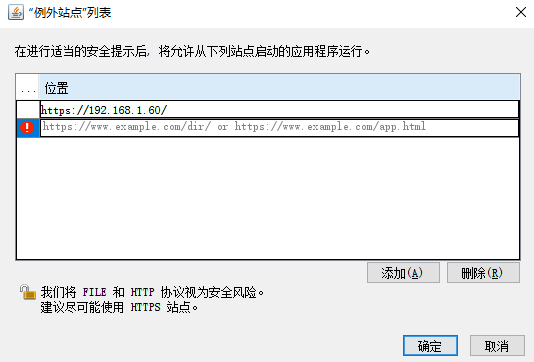 “例外站点”列表
在进行适当的安全提示后，将允许从下列站点启动的应用程序运行。
... 位置
https://192.168.1.60/
https://www.example.com/dir/ or https://www.example.com/app.html
添加(A) 删除(R)
我们将 FILE 和 HTTP 协议视为安全风险。
建议尽可能使用 HTTPS 站点。
确定 取消